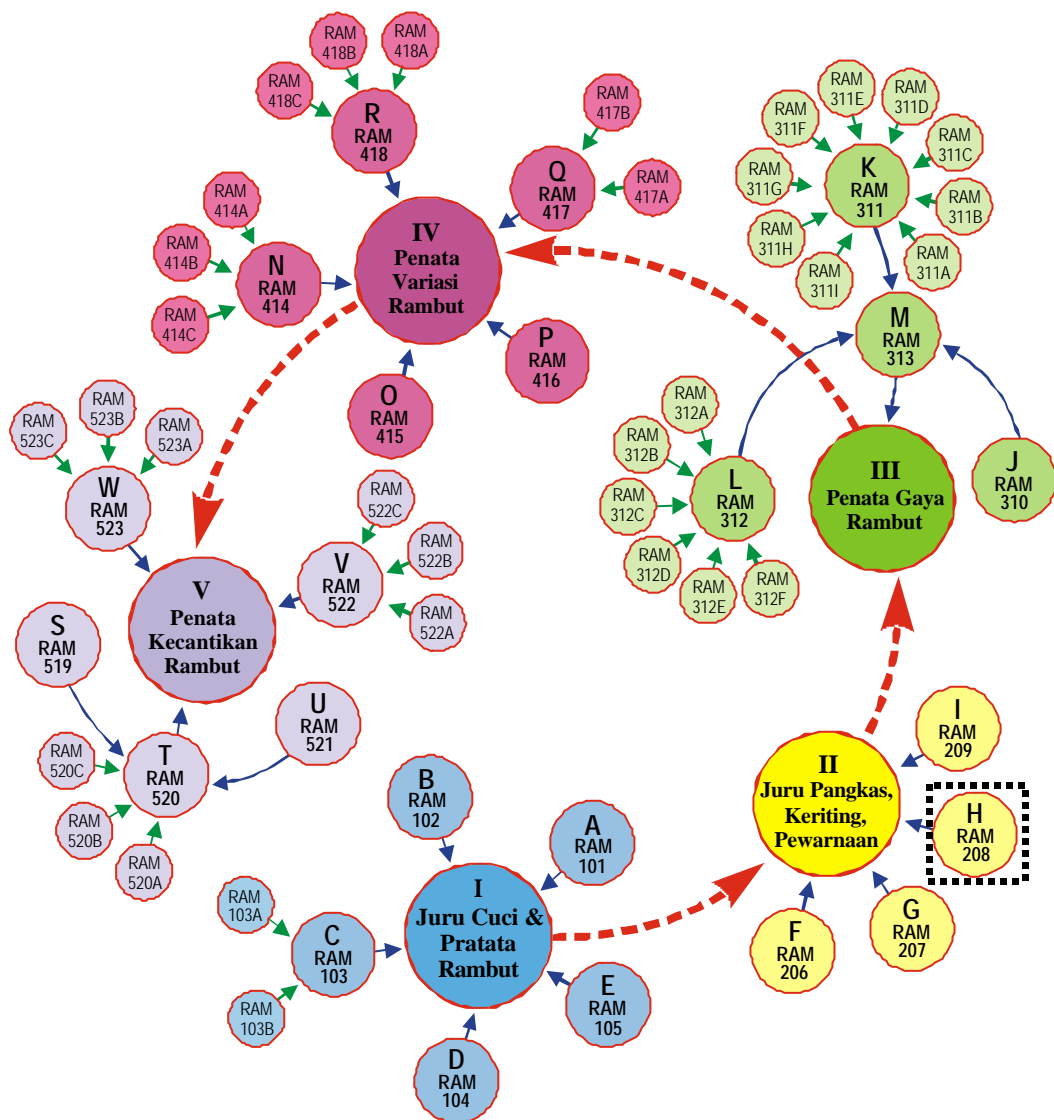 RAM
418B
RAM
418A
RAM
418C
R
RAM
418
RAM
417B
Q
RAM
417
RAM
417A
RAM
414A
RAM
414B
RAM
414C
N
RAM
414
IV
Penata
Variasi
Rambut
P
RAM
416
O
RAM
415
RAM
311E
RAM
311D
RAM
311F
RAM
311C
RAM
311G
RAM
311B
RAM
311H
RAM
311A
RAM
311I
K
RAM
311
M
RAM
313
RAM
312A
RAM
312B
RAM
312C
RAM
312D
RAM
312E
RAM
312F
L
RAM
312
III
Penata Gaya
Rambut
J
RAM
310
RAM
523B
RAM
523C
RAM
523A
W
RAM
523
RAM
522C
RAM
522B
RAM
522A
V
RAM
522
V
Penata
Kecantikan
Rambut
S
RAM
519
U
RAM
521
T
RAM
520
RAM
520C
RAM
520B
RAM
520A
B
RAM
102
A
RAM
101
RAM
103A
RAM
103B
C
RAM
103
I
Juru Cuci &
Pratata
Rambut
E
RAM
105
D
RAM
104
I
RAM
209
II
Juru Pangkas,
Keriting,
Pewarnaan
H
RAM
208
G
RAM
207
F
RAM
206